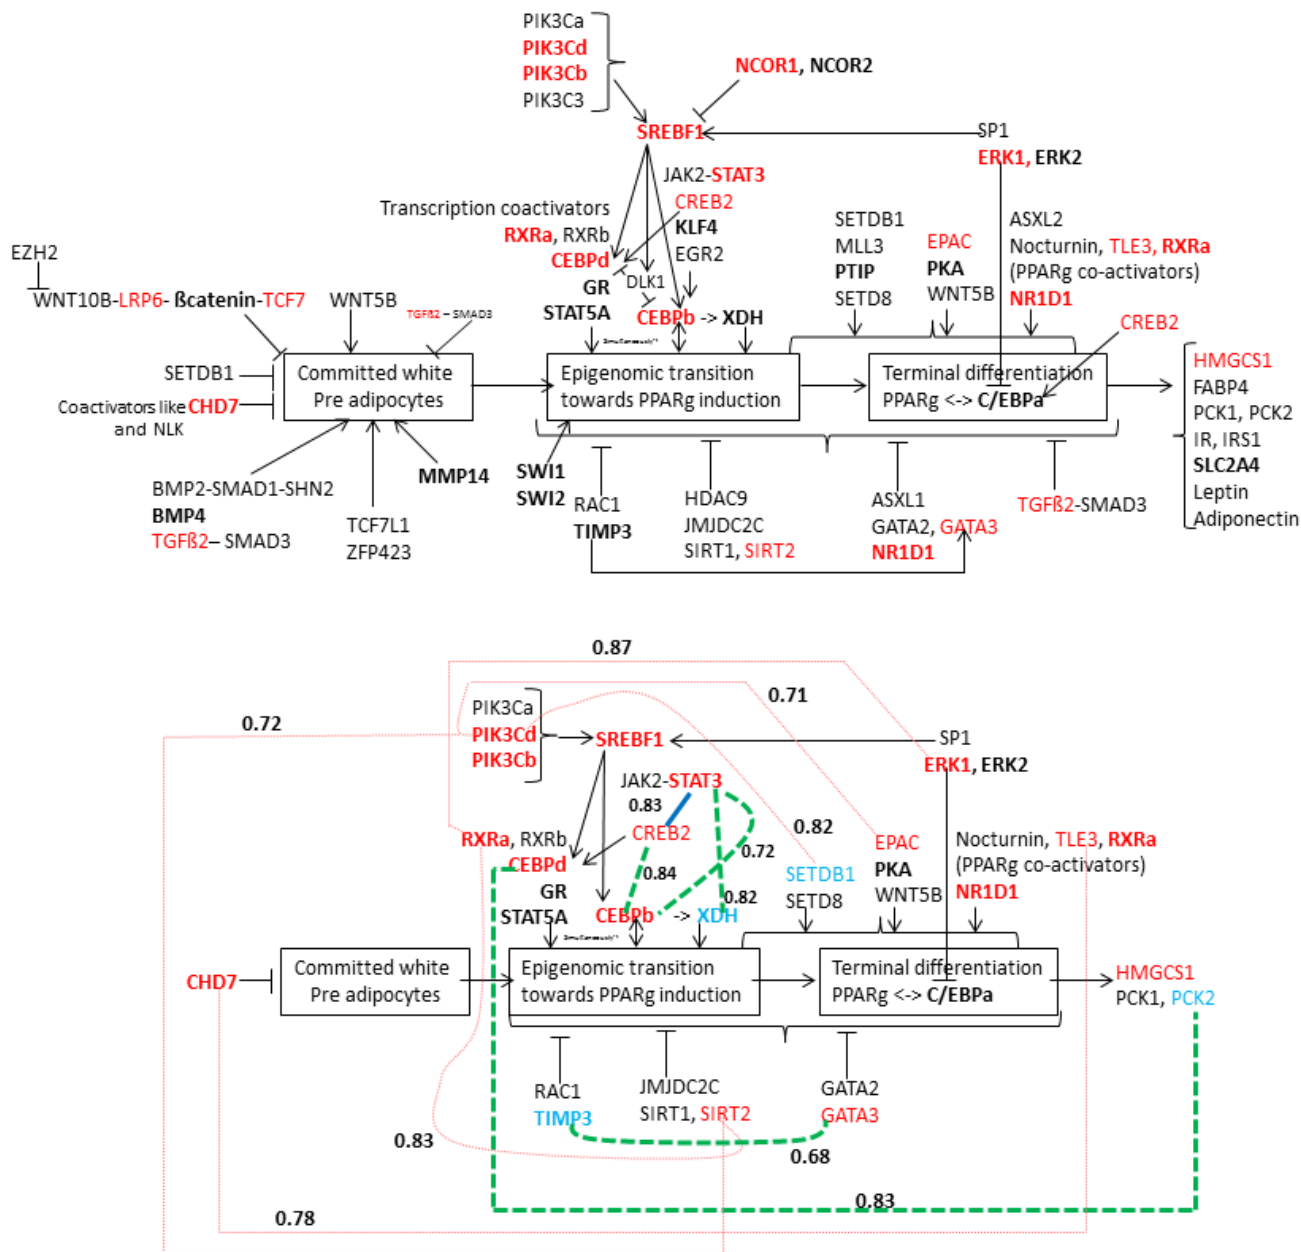 PIK3Ca
PIK3Cd
PIK3Cb
PIK3C3
NCOR1, NCOR2
SREBF1
SP1
ERK1, ERK2
JAK2-STAT3
CREB2
KLF4
EGR2
Transcription coactivators
RXRa, RXRb
CEBPd
GR
STAT5A
DLK1
CEBPb -> XDH
SETDB1
MLL3
PTIP
SETD8
EPAC
PKA
WNT5B
ASXL2
Nocturnin, TLE3, RXRa
(PPARg co-activators)
NR1D1
CREB2
EZH2
WNT10B-LRP6- ßcatenin-TCF7
WNT5B
TGFß2 – SMAD3
SETDB1
Coactivators like CHD7
and NLK
Committed white
Pre adipocytes
Epigenomic transition
towards PPARg induction
Terminal differentiation
PPARg <-> C/EBPa
HMGCS1
FABP4
PCK1, PCK2
IR, IRS1
SLC2A4
Leptin
Adiponectin
BMP2-SMAD1-SHN2
BMP4
TGFß2– SMAD3
TCF7L1
ZFP423
MMP14
SWI1
SWI2
RAC1
TIMP3
HDAC9
JMJDC2C
SIRT1, SIRT2
ASXL1
GATA2, GATA3
NR1D1
TGFß2-SMAD3
0.87
0.71
0.72
PIK3Ca
PIK3Cd
PIK3Cb
SREBF1
SP1
ERK1, ERK2
JAK2-STAT3
0.83
CREB2
0.82
RXRa, RXRb
CEBPd
GR
STAT5A
0.84
0.72
0.82
CEBPb -> XDH
SETDB1
SETD8
EPAC
PKA
WNT5B
Nocturnin, TLE3, RXRa
(PPARg co-activators)
NR1D1
CHD7
Committed white
Pre adipocytes
Epigenomic transition
towards PPARg induction
Terminal differentiation
PPARg <-> C/EBPa
HMGCS1
PCK1, PCK2
RAC1
TIMP3
JMJDC2C
SIRT1, SIRT2
GATA2
GATA3
0.83
0.68
0.83
0.78